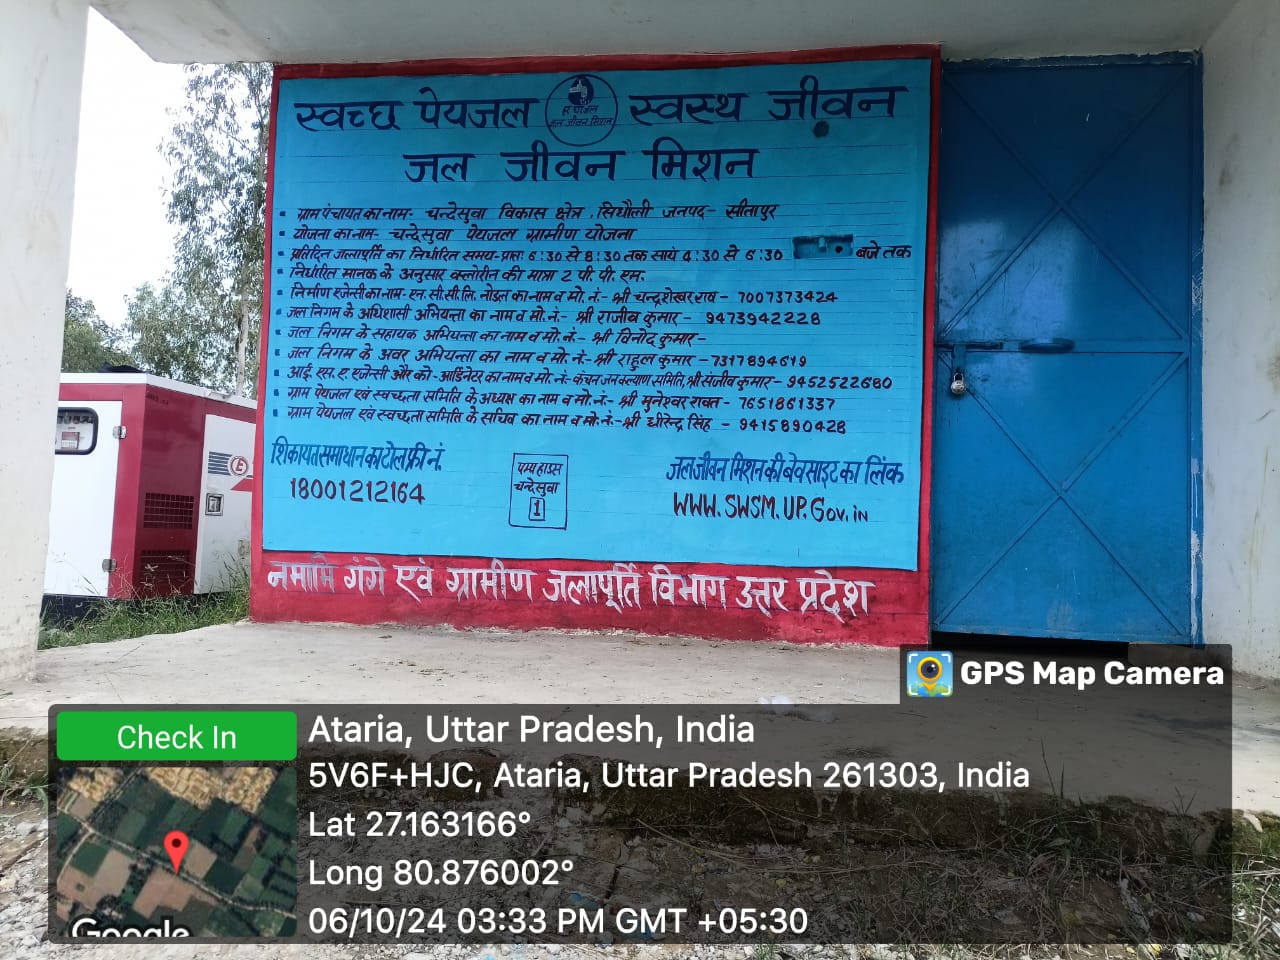 स्वच्छ पेयजल स्वस्थ जीवन
हर घर जल
जल जीवन मिशन
जल जीवन मिशन
ग्राम पंचायत का नाम- चन्देसुवा विकास क्षेत्र, सिधौली जनपद- सीतापुर
योजना का नाम- चन्देसुवा पेयजल ग्रामीण योजना
प्रतिदिन जलापूर्ति का निर्धारित समय-प्रातः 6:30 से 8:30 तक सायं 4:30 से 6:30 बजे तक
निर्धारित मानक के अनुसार क्लोरीन की मात्रा 2 पी. पी. एम.
निर्माण एजेन्सी का नाम- एन. सी. सी. लि. नोडल का नाम व मो. नं.- श्री चन्द्रशेखर राव - 7007373424
जल निगम के अधिशासी अभियन्ता का नाम व मो. नं.- श्री राजीव कुमार - 9473942228
जल निगम के सहायक अभियन्ता का नाम व मो. नं.- श्री विनोद कुमार-
जल निगम के अवर अभियन्ता का नाम व मो. नं.- श्री राहुल कुमार - 7317894619
आई. एस. ए. एजेन्सी और को-आर्डिनेटर का नाम व मो. नं.- कंचन जनकल्याण समिति, श्री संजीव कुमार - 9452522680
ग्राम पेयजल एवं स्वच्छता समिति के अध्यक्ष का नाम व मो. नं.- श्री मुनेश्वर रावत - 7651861337
ग्राम पेयजल एवं स्वच्छता समिति के सचिव का नाम व मो. नं.- श्री धीरेन्द्र सिंह - 9415890428
शिकायत समाधान का टोल फ्री नं.
18001212164
पम्प हाउस
चन्देसुवा
1
जल जीवन मिशन की बेवसाइट का लिंक
WWW.SWSM.UP.Gov.in
नमामि गंगे एवं ग्रामीण जलापूर्ति विभाग उत्तर प्रदेश
GPS Map Camera
Check In
Ataria, Uttar Pradesh, India
5V6F+HJC, Ataria, Uttar Pradesh 261303, India
Lat 27.163166°
Long 80.876002°
06/10/24 03:33 PM GMT +05:30
Google